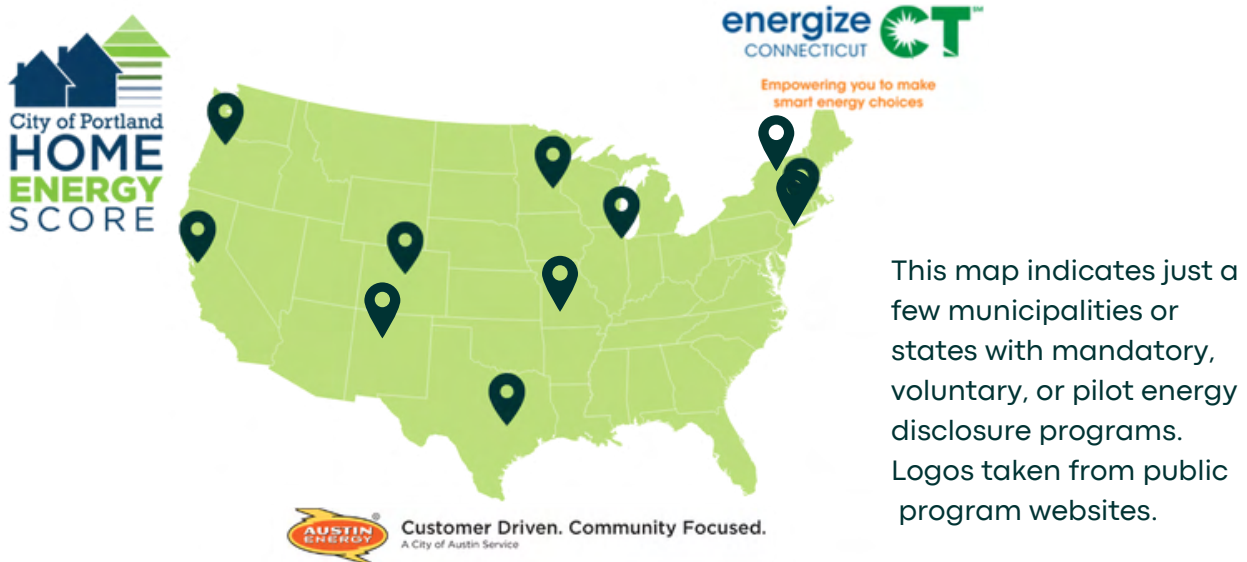 City of Portland
HOME
ENERGY
SCORE
energize
CONNECTICUT
CT℠
Empowering you to make
smart energy choices
This map indicates just a
few municipalities or
states with mandatory,
voluntary, or pilot energy
disclosure programs.
Logos taken from public
program websites.
AUSTIN
ENERGY
®
Customer Driven. Community Focused.
A City of Austin Service